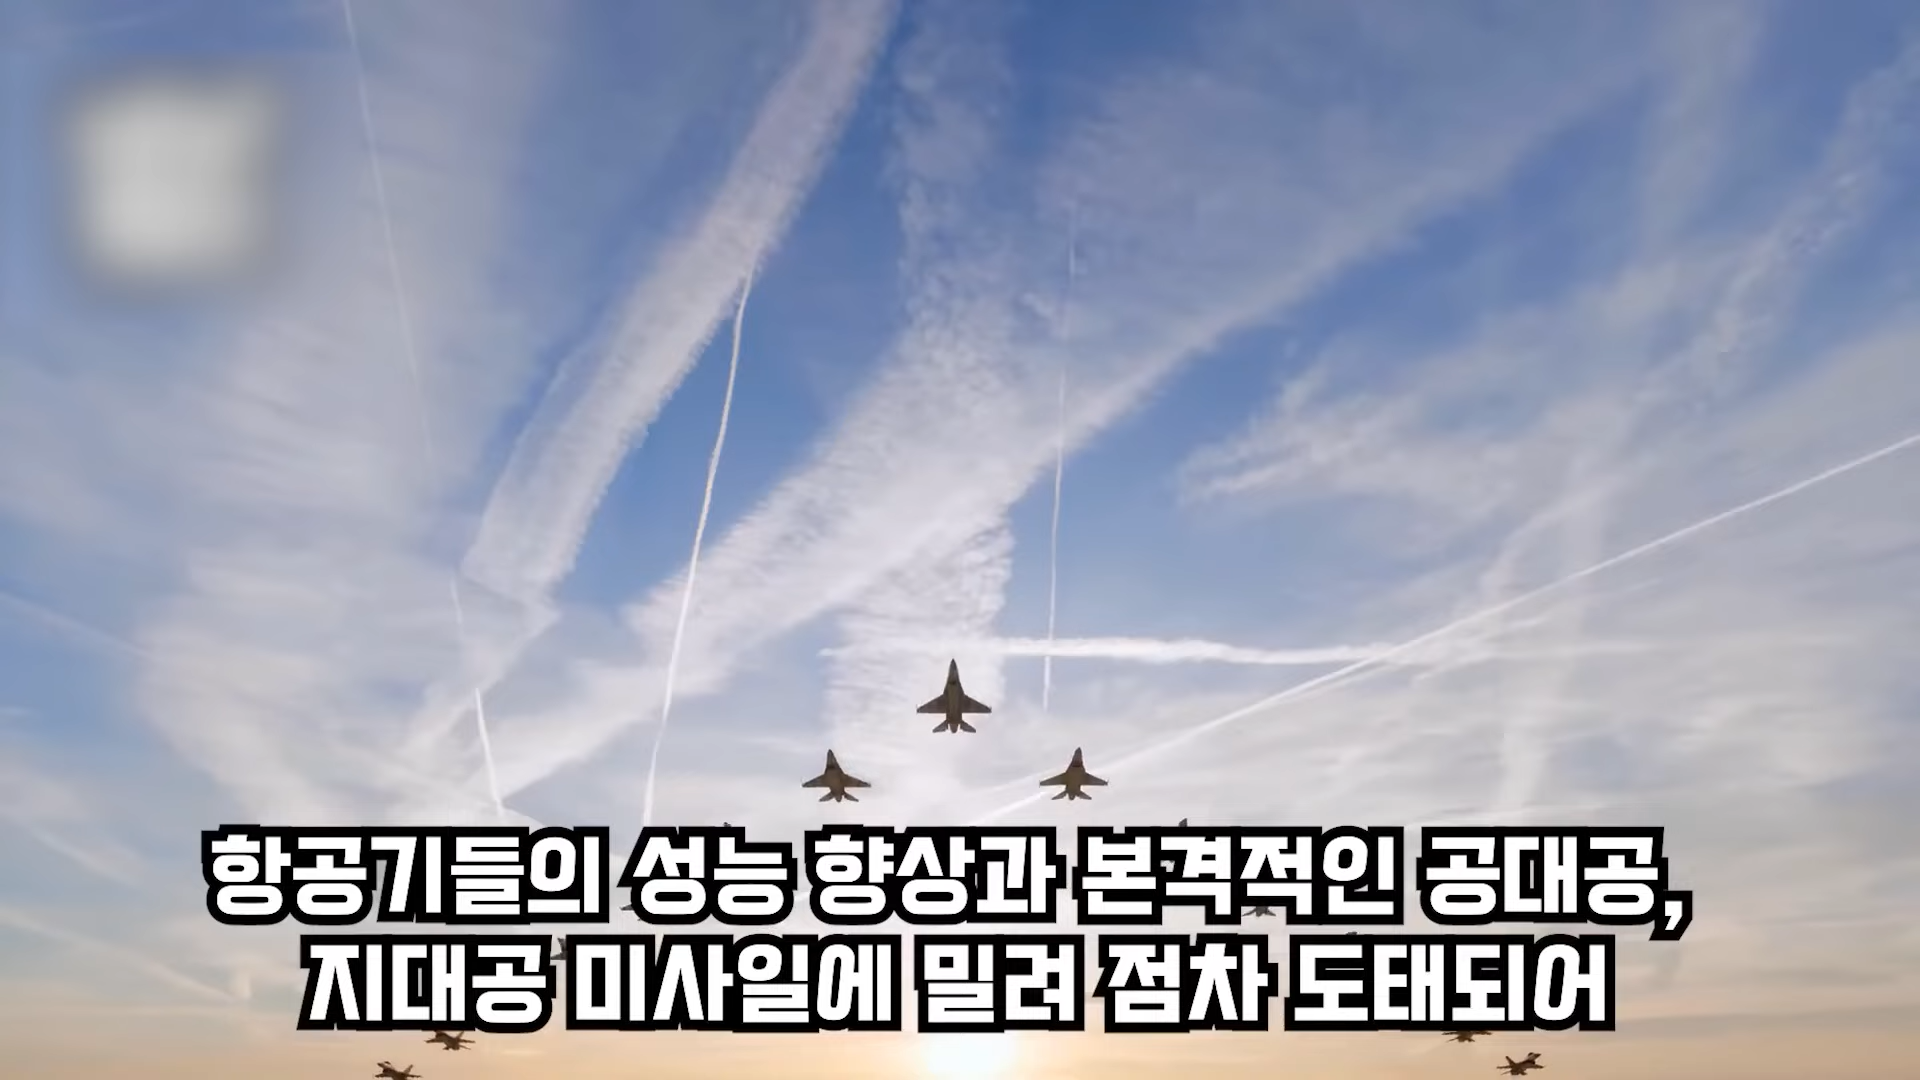 항공기들의 성능 향상과 본격적인 공대공,
지대공 미사일에 밀려 점차 도태되어